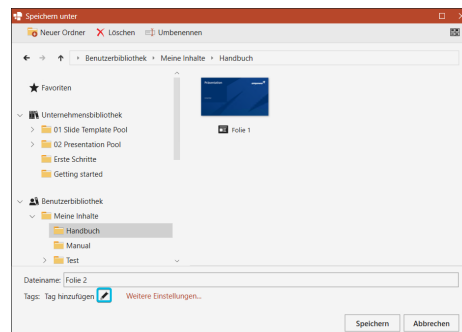 Speichern unter
Neuer Ordner Löschen Umbenennen
Benutzerbibliothek Meine Inhalte Handbuch
Favoriten
Unternehmensbibliothek
01 Slide Template Pool
02 Presentation Pool
Erste Schritte
Getting started
Benutzerbibliothek
Meine Inhalte
Handbuch
Manual
Test
Presentation
Folie 1
Dateiname: Folie 2
Tags: Tag hinzufügen Weitere Einstellungen...
Speichern Abbrechen